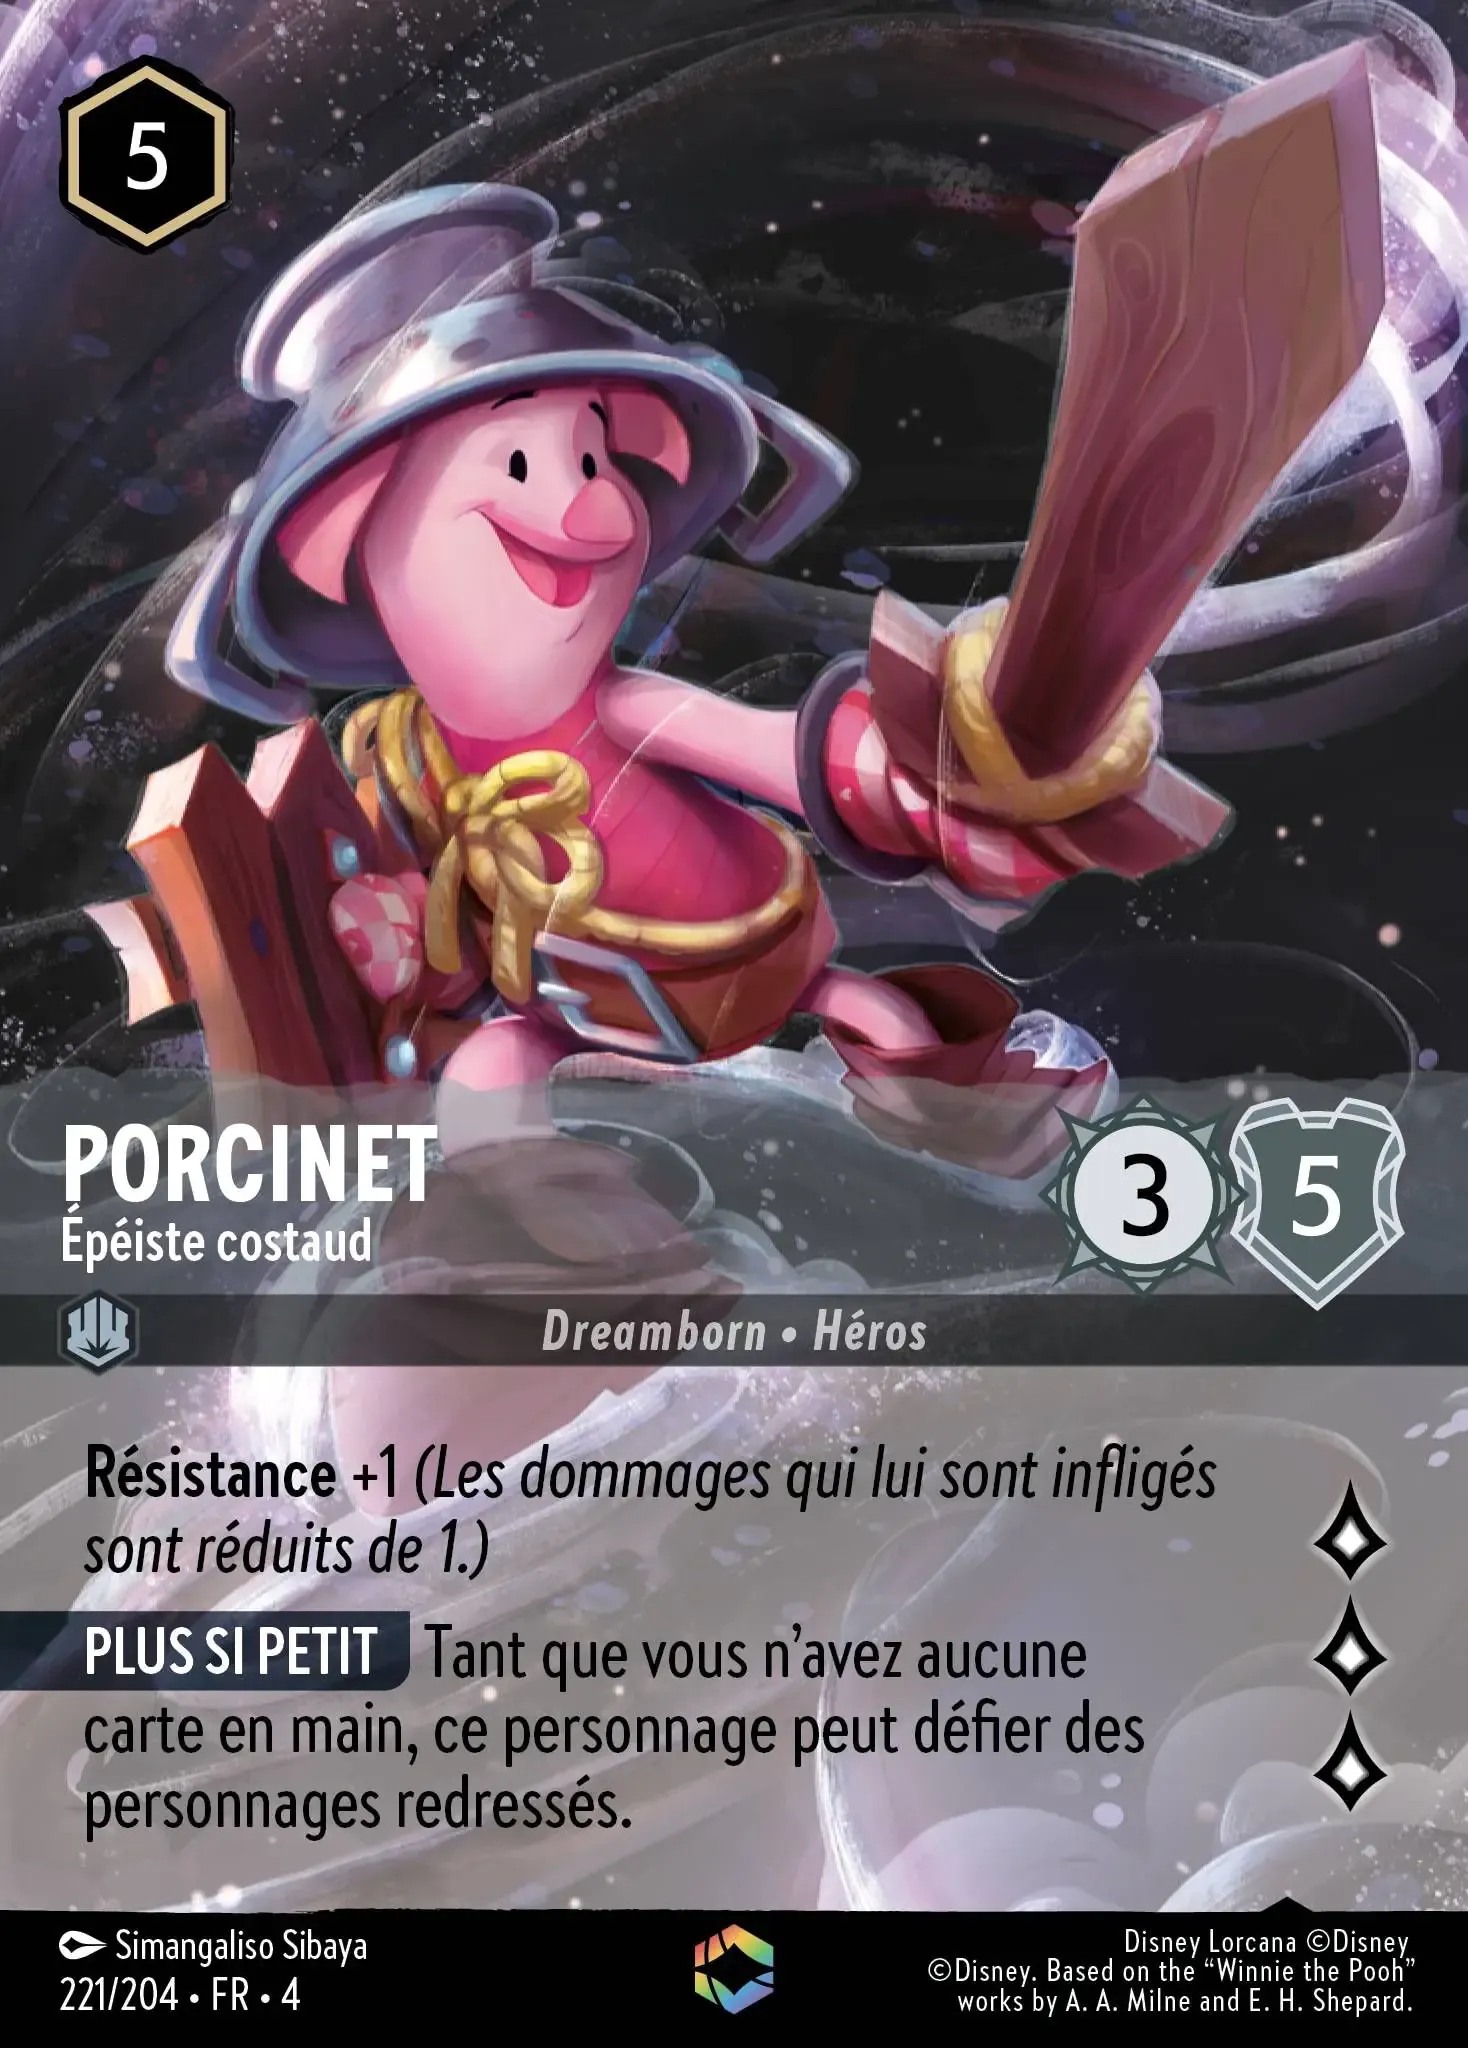 5
PORCINET
Épéiste costaud
3
5
Dreamborn • Héros
Résistance +1 (Les dommages qui lui sont infligés
sont réduits de 1.)
PLUS SI PETIT Tant que vous n’avez aucune
carte en main, ce personnage peut défier des
personnages redressés.
Simangaliso Sibaya
221/204 • FR • 4
Disney Lorcana ©Disney
©Disney. Based on the “Winnie the Pooh”
works by A. A. Milne and E. H. Shepard.